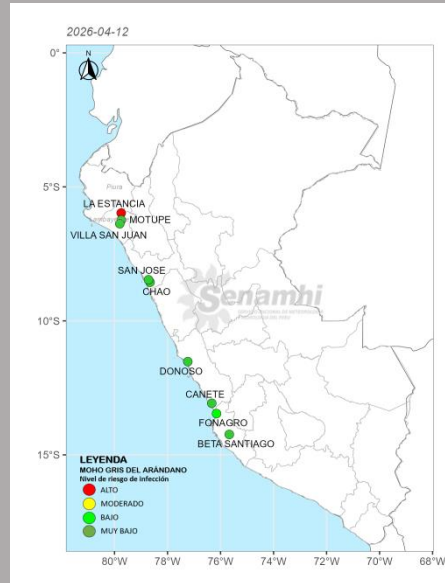 2026-04-12
N
0°
5°S
Piura
LA ESTANCIA
MOTUPE
VILLA SAN JUAN
SAN JOSE
CHAO
Senamhi
10°S
DONOSO
CANETE
FONAGRO
BETA SANTIAGO
15°S
LEYENDA
MOHO GRIS DEL ARÁNDANO
Nivel de riesgo de infección
ALTO
MODERADO
BAJO
MUY BAJO
80°W 78°W 76°W 74°W 72°W 70°W 68°W